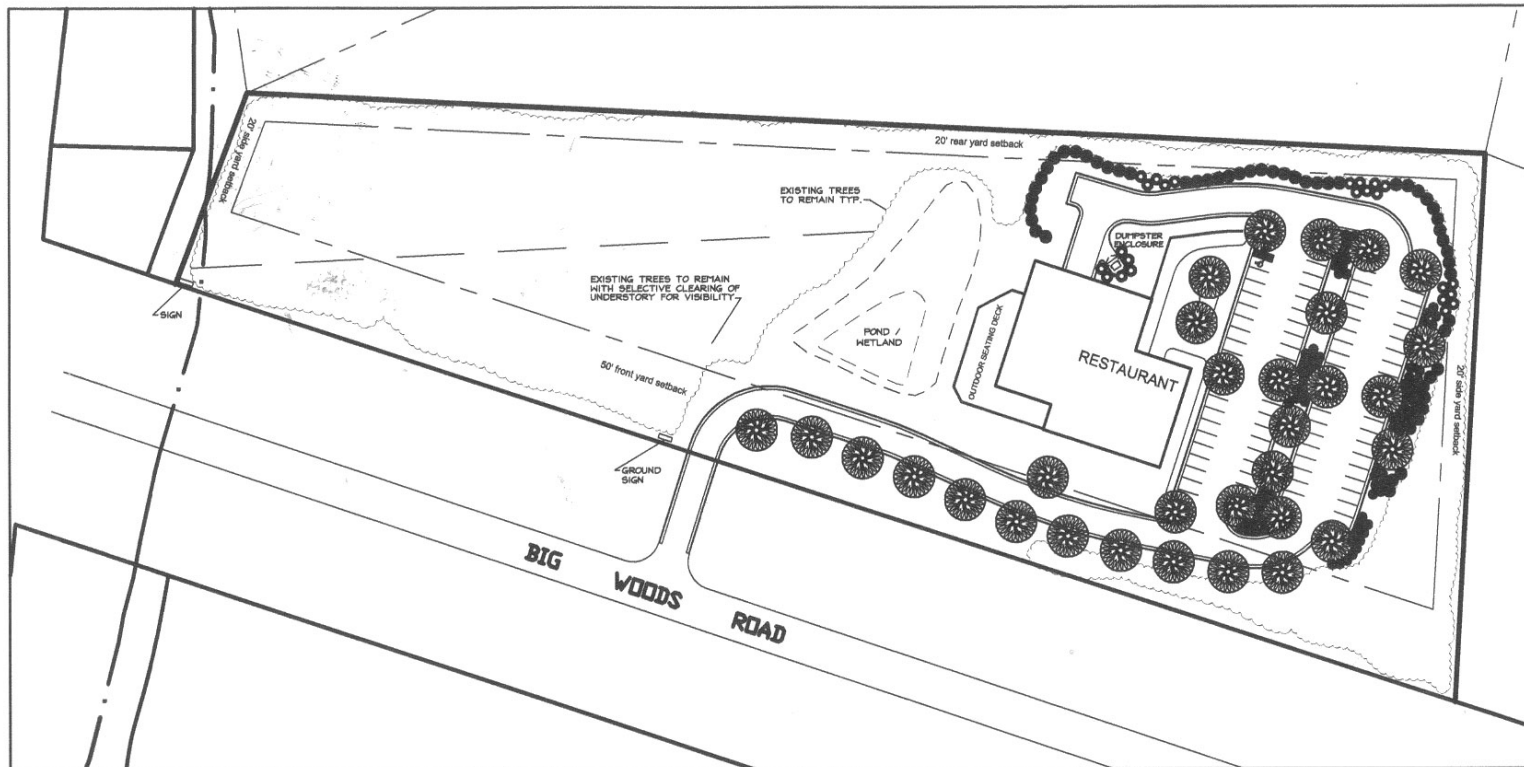 20' side yard setback
20' rear yard setback
EXISTING TREES
TO REMAIN TYP.
DUMPSTER
ENCLOSURE
EXISTING TREES TO REMAIN
WITH SELECTIVE CLEARING OF
UNDERSTORY FOR VISIBILITY
SIGN
POND /
WETLAND
OUTDOOR SEATING DECK
RESTAURANT
50' front yard setback
20' side yard setback
GROUND
SIGN
BIG WOODS ROAD